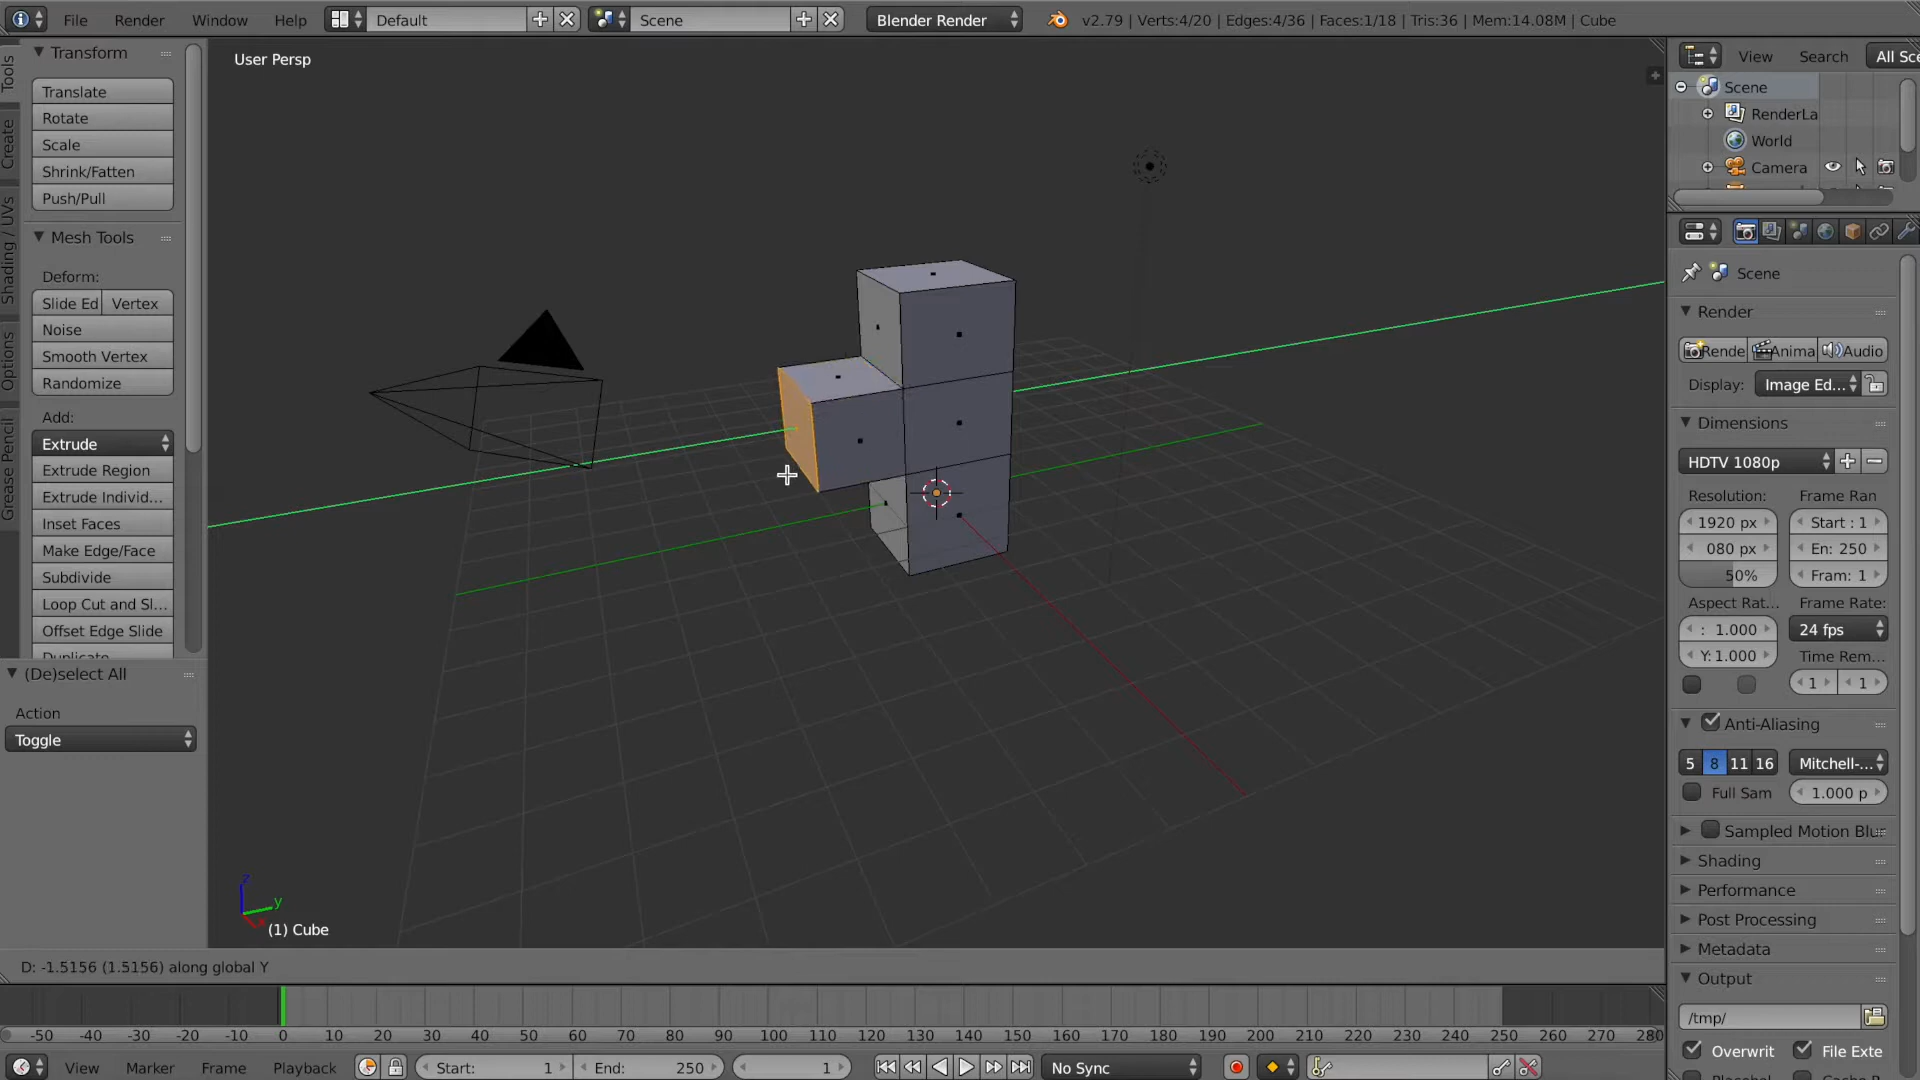 File Render Window Help Default Scene Blender Render v2.79 | Verts:4/20 | Edges:4/36 | Faces:1/18 | Tris:36 | Mem:14.08M | Cube
Tools
Create
Shading / UVs
Options
Grease Pencil
Transform
Translate
Rotate
Scale
Shrink/Fatten
Push/Pull
Mesh Tools
Deform:
Slide Ed Vertex
Noise
Smooth Vertex
Randomize
Add:
Extrude
Extrude Region
Extrude Individ...
Inset Faces
Make Edge/Face
Subdivide
Loop Cut and Sl...
Offset Edge Slide
Duplicate
(De)select All
Action
Toggle
User Persp
z
y
x
(1) Cube
D: -1.5156 (1.5156) along global Y
View Search All Sce
Scene
RenderLa
World
Camera
Scene
Render
Rende Anima Audio
Display: Image Ed...
Dimensions
HDTV 1080p
Resolution: Frame Ran
1920 px Start : 1
080 px En: 250
50% Fram: 1
Aspect Rat... Frame Rate:
: 1.000 24 fps
Y: 1.000 Time Rem...
1 1
Anti-Aliasing
5 8 11 16 Mitchell-...
Full Sam 1.000 p
Sampled Motion Blu
Shading
Performance
Post Processing
Metadata
Output
/tmp/
Overwrit File Exte
-50 -40 -30 -20 -10 0 10 20 30 40 50 60 70 80 90 100 110 120 130 140 150 160 170 180 190 200 210 220 230 240 250 260 270 280
View Marker Frame Playback Start: 1 End: 250 1 No Sync